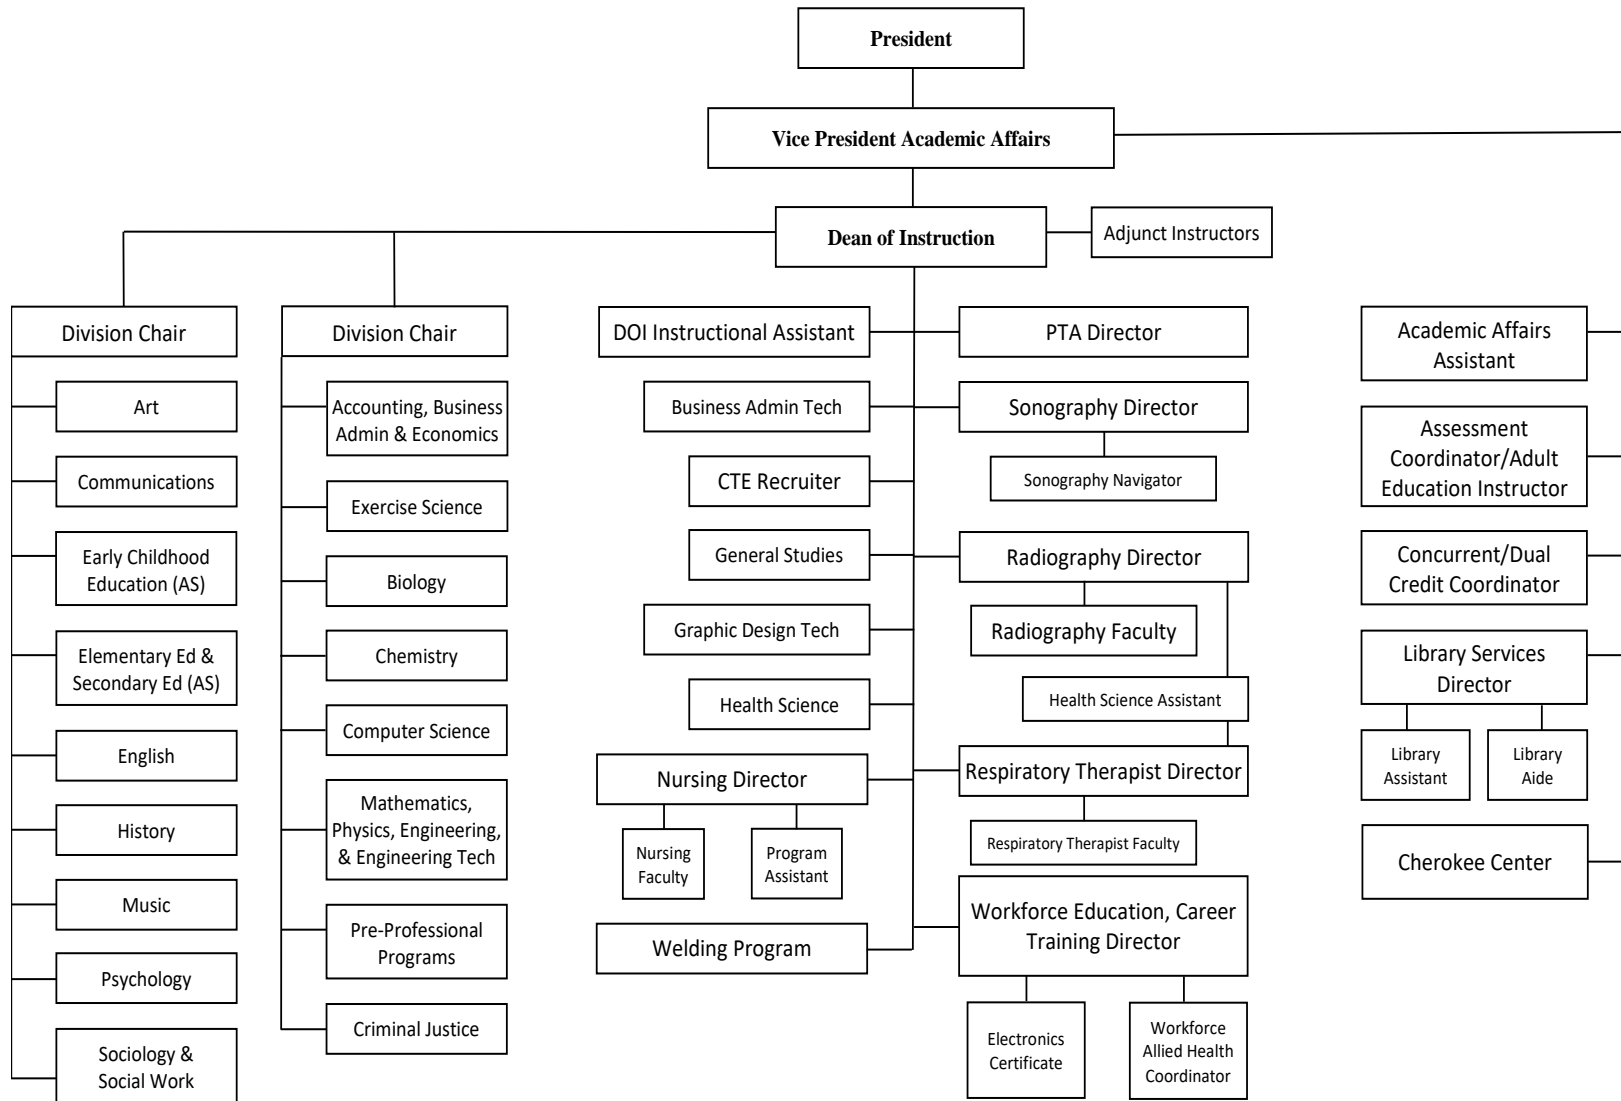 President
Vice President Academic Affairs
Dean of Instruction
Adjunct Instructors
Division Chair
Art
Communications
Early Childhood
Education (AS)
Elementary Ed &
Secondary Ed (AS)
English
History
Music
Psychology
Sociology &
Social Work
Division Chair
Accounting, Business
Admin & Economics
Exercise Science
Biology
Chemistry
Computer Science
Mathematics,
Physics, Engineering,
& Engineering Tech
Pre-Professional
Programs
Criminal Justice
DOI Instructional Assistant
Business Admin Tech
CTE Recruiter
General Studies
Graphic Design Tech
Health Science
Nursing Director
Nursing
Faculty
Program
Assistant
Welding Program
PTA Director
Sonography Director
Sonography Navigator
Radiography Director
Radiography Faculty
Health Science Assistant
Respiratory Therapist Director
Respiratory Therapist Faculty
Workforce Education, Career
Training Director
Electronics
Certificate
Workforce
Allied Health
Coordinator
Academic Affairs
Assistant
Assessment
Coordinator/Adult
Education Instructor
Concurrent/Dual
Credit Coordinator
Library Services
Director
Library
Assistant
Library
Aide
Cherokee Center